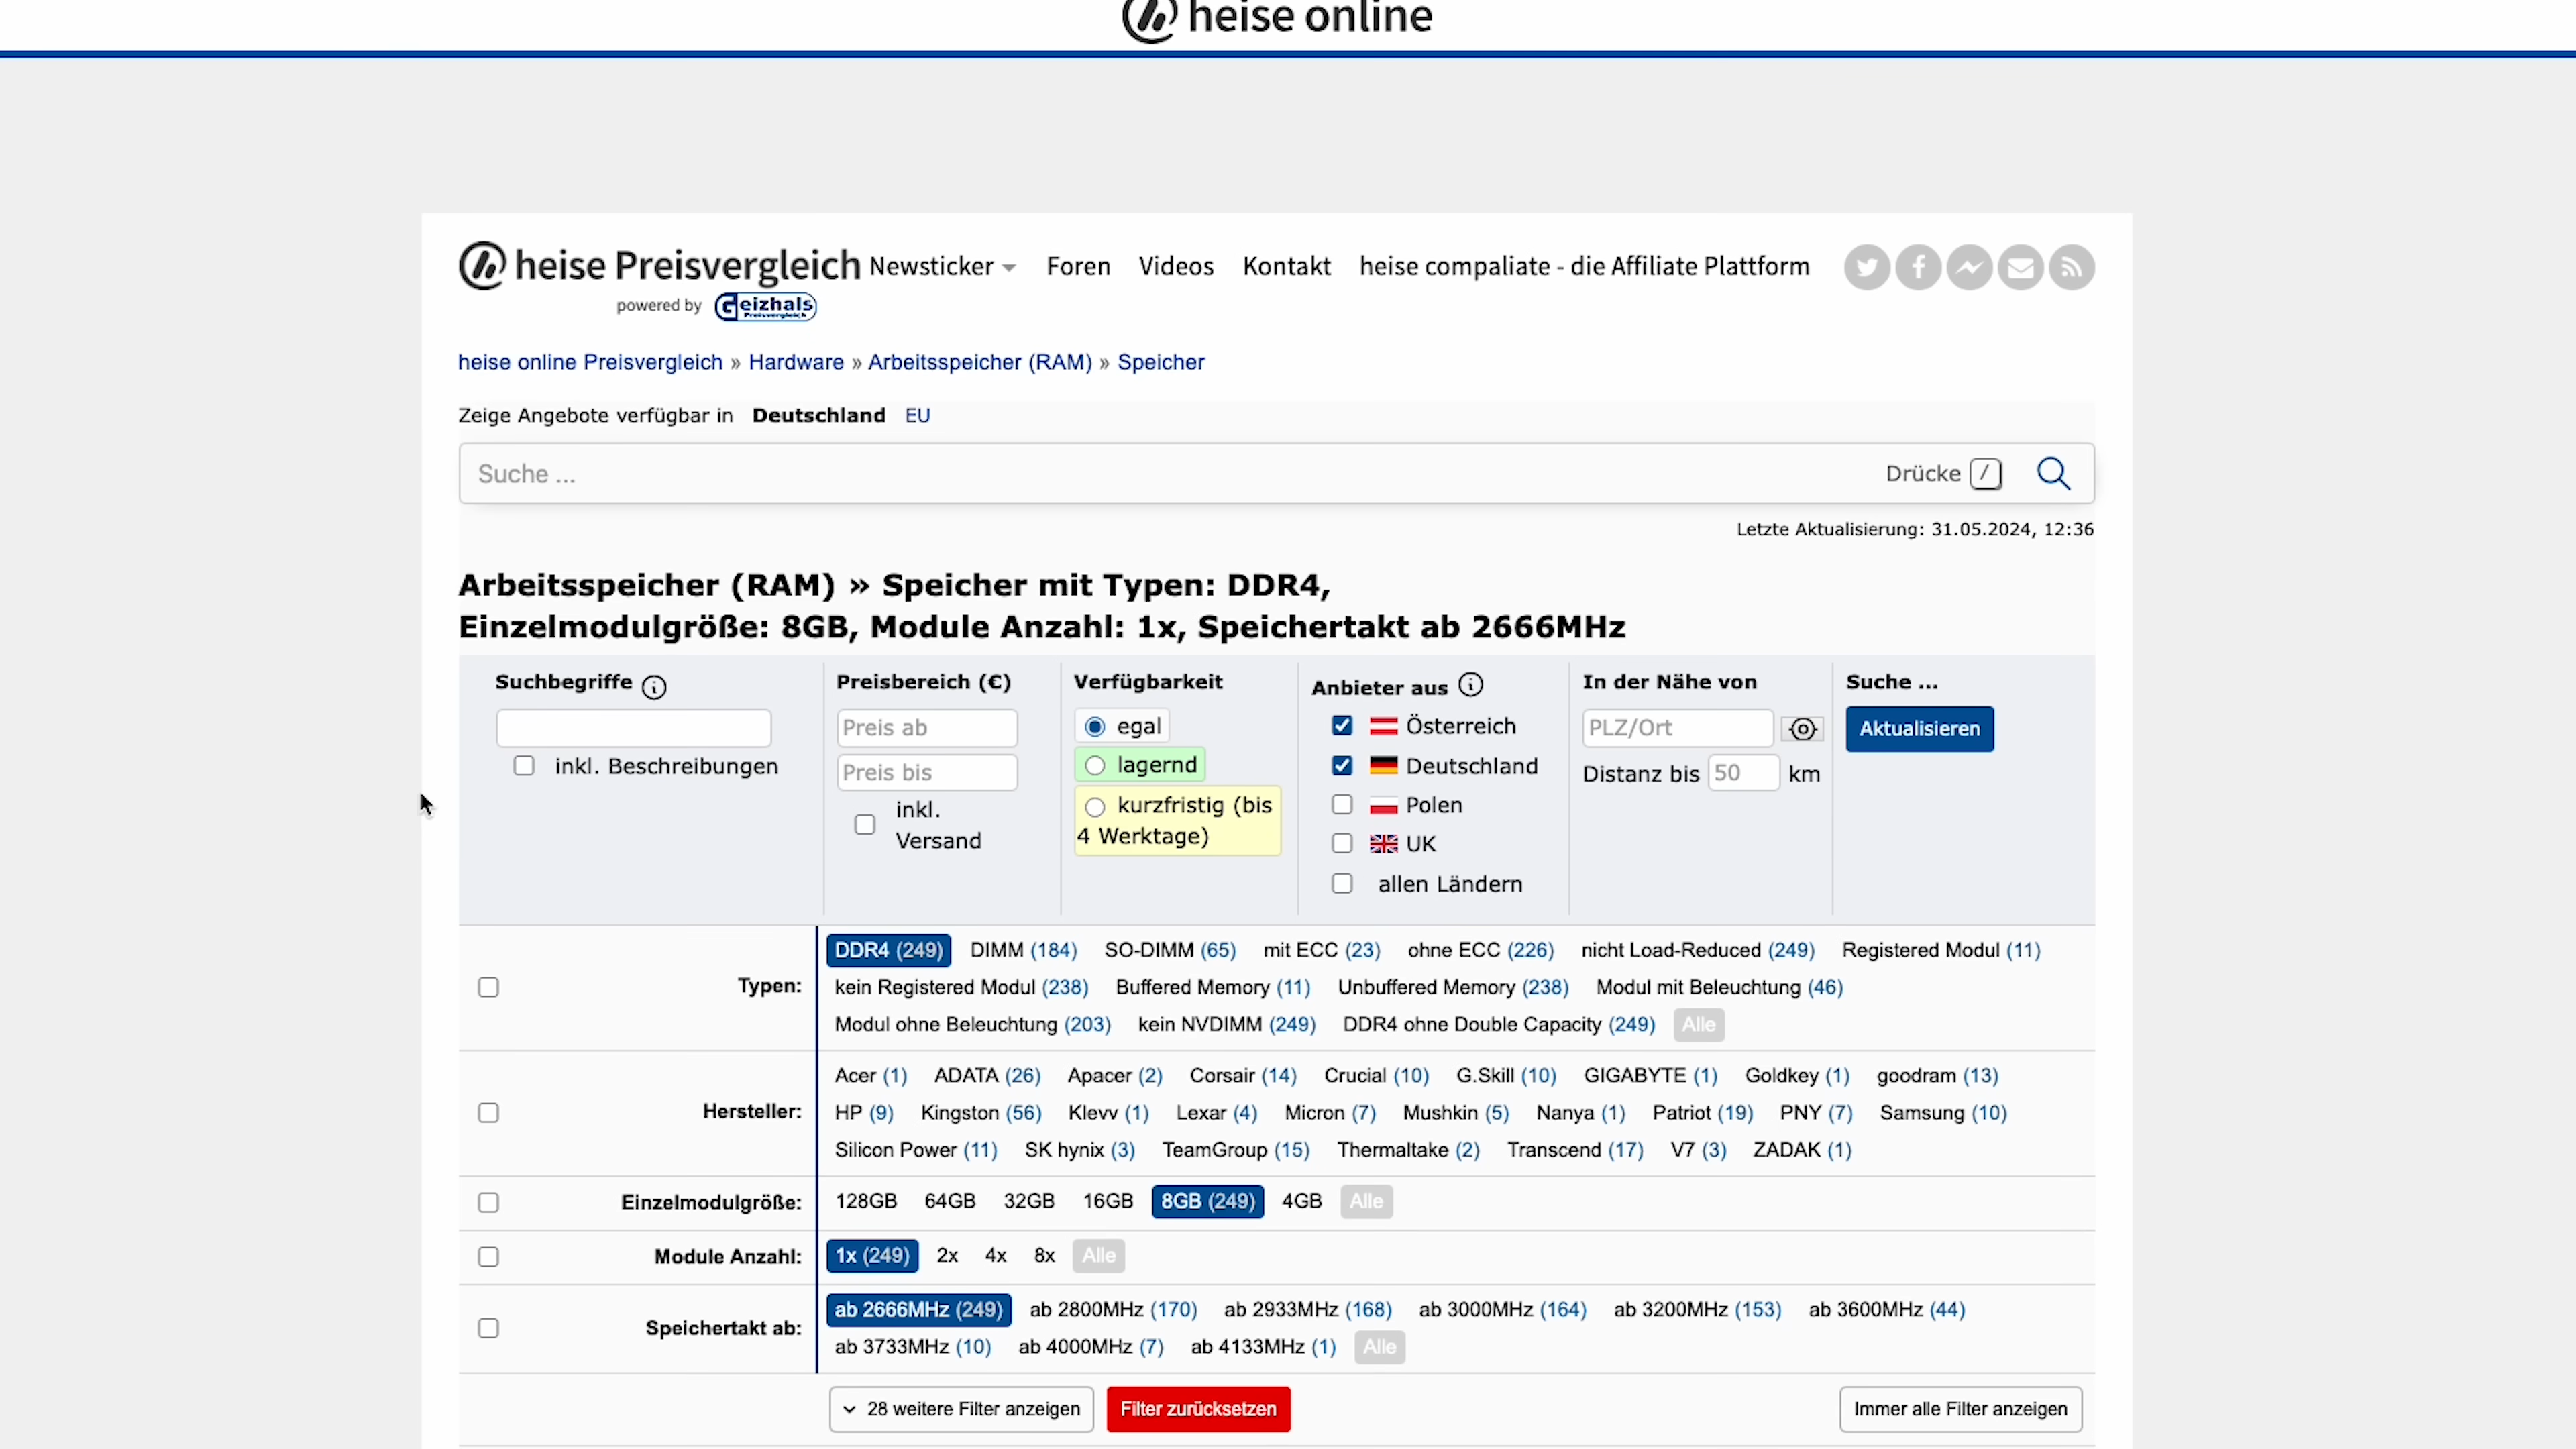 heise online
heise Preisvergleich Newsticker Foren Videos Kontakt heise compaliate - die Affiliate Plattform
powered by Geizhals Preisvergleich
heise online Preisvergleich » Hardware » Arbeitsspeicher (RAM) » Speicher
Zeige Angebote verfügbar in Deutschland EU
Suche ... Drücke /
Letzte Aktualisierung: 31.05.2024, 12:36
Arbeitsspeicher (RAM) » Speicher mit Typen: DDR4,
Einzelmodulgröße: 8GB, Module Anzahl: 1x, Speichertakt ab 2666MHz
Suchbegriffe
inkl. Beschreibungen
Preisbereich (€)
Preis ab
Preis bis
inkl.
Versand
Verfügbarkeit
egal
lagernd
kurzfristig (bis
4 Werktage)
Anbieter aus
Österreich
Deutschland
Polen
UK
allen Ländern
In der Nähe von
PLZ/Ort
Distanz bis 50 km
Suche ...
Aktualisieren
Typen:
DDR4 (249) DIMM (184) SO-DIMM (65) mit ECC (23) ohne ECC (226) nicht Load-Reduced (249) Registered Modul (11)
kein Registered Modul (238) Buffered Memory (11) Unbuffered Memory (238) Modul mit Beleuchtung (46)
Modul ohne Beleuchtung (203) kein NVDIMM (249) DDR4 ohne Double Capacity (249) Alle
Hersteller:
Acer (1) ADATA (26) Apacer (2) Corsair (14) Crucial (10) G.Skill (10) GIGABYTE (1) Goldkey (1) goodram (13)
HP (9) Kingston (56) Klevv (1) Lexar (4) Micron (7) Mushkin (5) Nanya (1) Patriot (19) PNY (7) Samsung (10)
Silicon Power (11) SK hynix (3) TeamGroup (15) Thermaltake (2) Transcend (17) V7 (3) ZADAK (1)
Einzelmodulgröße: 128GB 64GB 32GB 16GB 8GB (249) 4GB Alle
Module Anzahl: 1x (249) 2x 4x 8x Alle
Speichertakt ab:
ab 2666MHz (249) ab 2800MHz (170) ab 2933MHz (168) ab 3000MHz (164) ab 3200MHz (153) ab 3600MHz (44)
ab 3733MHz (10) ab 4000MHz (7) ab 4133MHz (1) Alle
28 weitere Filter anzeigen Filter zurücksetzen Immer alle Filter anzeigen